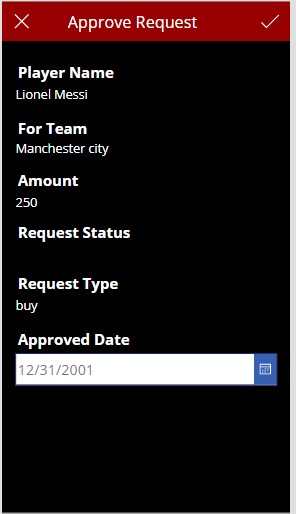 Approve Request
Player Name
Lionel Messi
For Team
Manchester city
Amount
250
Request Status
Request Type
buy
Approved Date
12/31/2001